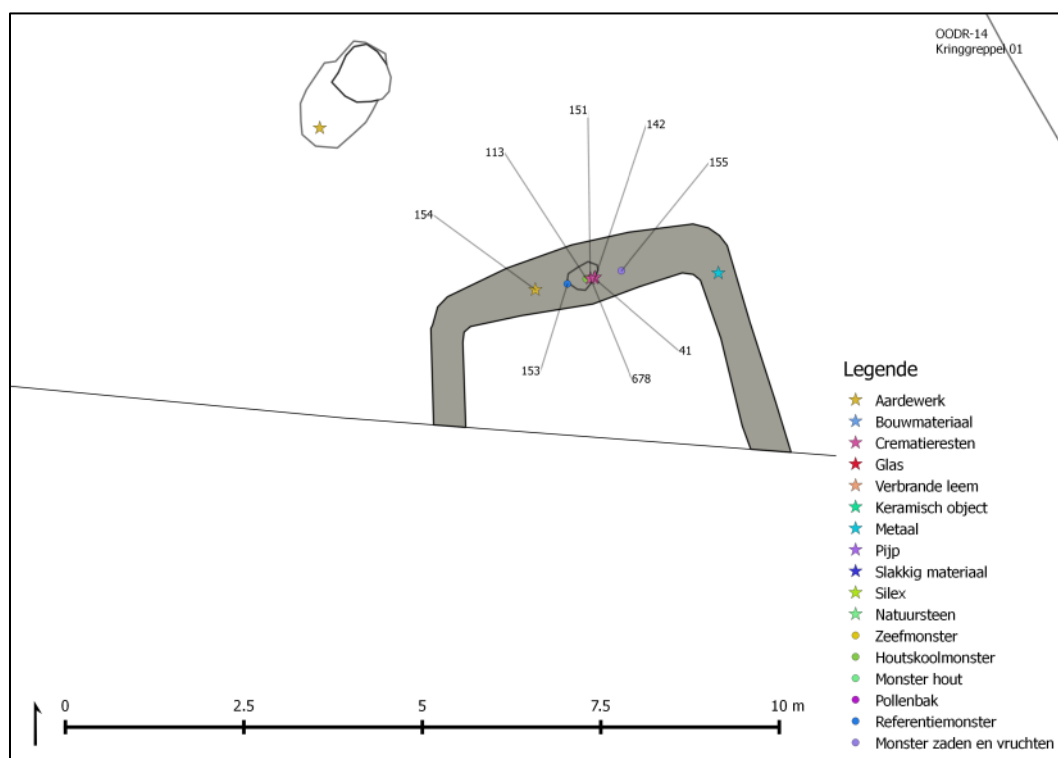 OODR-14
Kringgreppel 01
151
142
113
155
154
41
153
678
Legende
Aardewerk
Bouwmateriaal
Crematieresten
Glas
Verbrande leem
Keramisch object
Metaal
Pijp
Slakkig materiaal
Silex
Natuursteen
Zeefmonster
Houtskoolmonster
Monster hout
Pollenbak
Referentiemonster
Monster zaden en vruchten
0 2.5 5 7.5 10 m